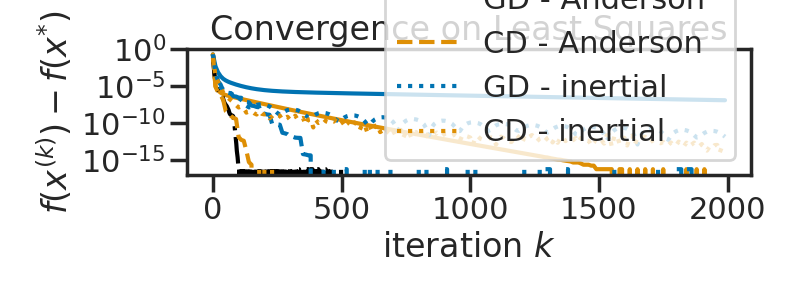 GD - Anderson
Convergence on Least Squares
CD - Anderson
GD - inertial
CD - inertial
f(x^{(k)}) − f(x^*)
10^0
10^{-5}
10^{-10}
10^{-15}
0 500 1000 1500 2000
iteration k